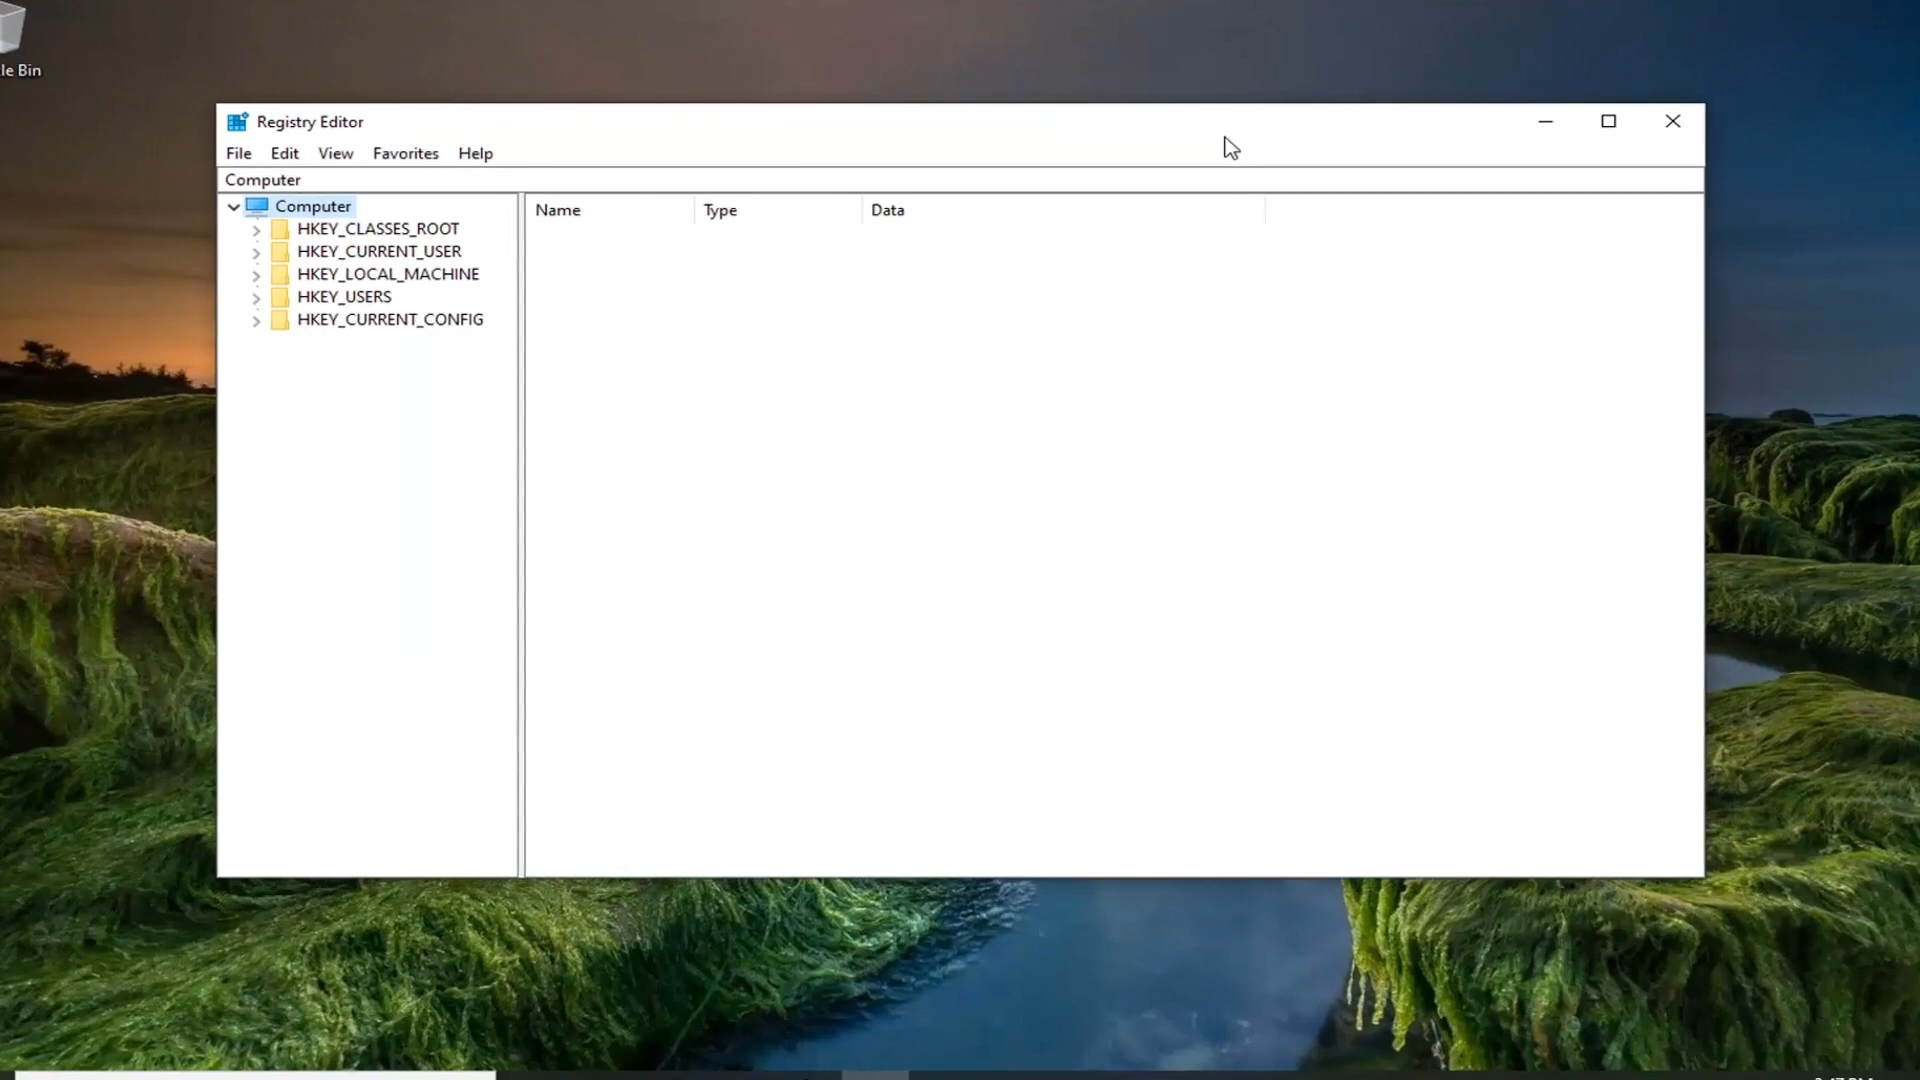 le Bin
Registry Editor
File Edit View Favorites Help
Computer
Computer
HKEY_CLASSES_ROOT
HKEY_CURRENT_USER
HKEY_LOCAL_MACHINE
HKEY_USERS
HKEY_CURRENT_CONFIG
Name Type Data